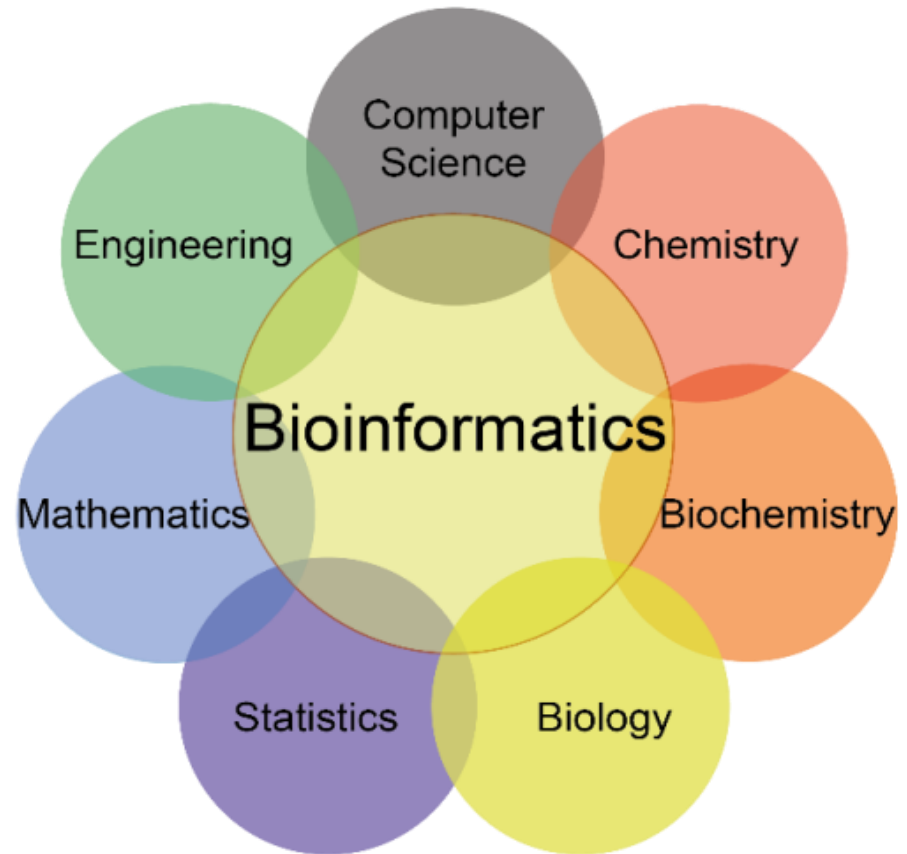 Computer
Science
Engineering
Chemistry
Bioinformatics
Mathematics
Biochemistry
Statistics
Biology